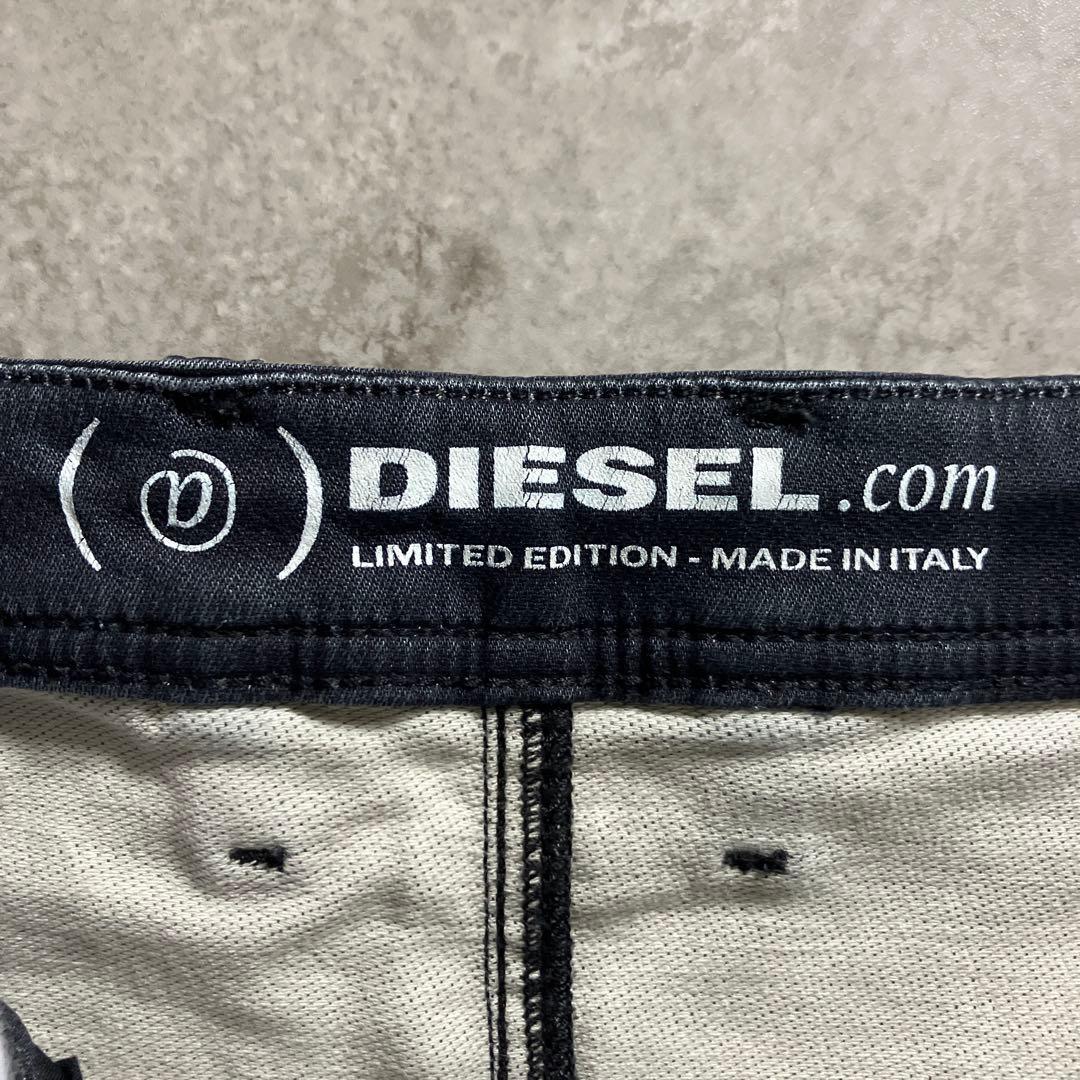 (@) DIESEL.com
LIMITED EDITION - MADE IN ITALY